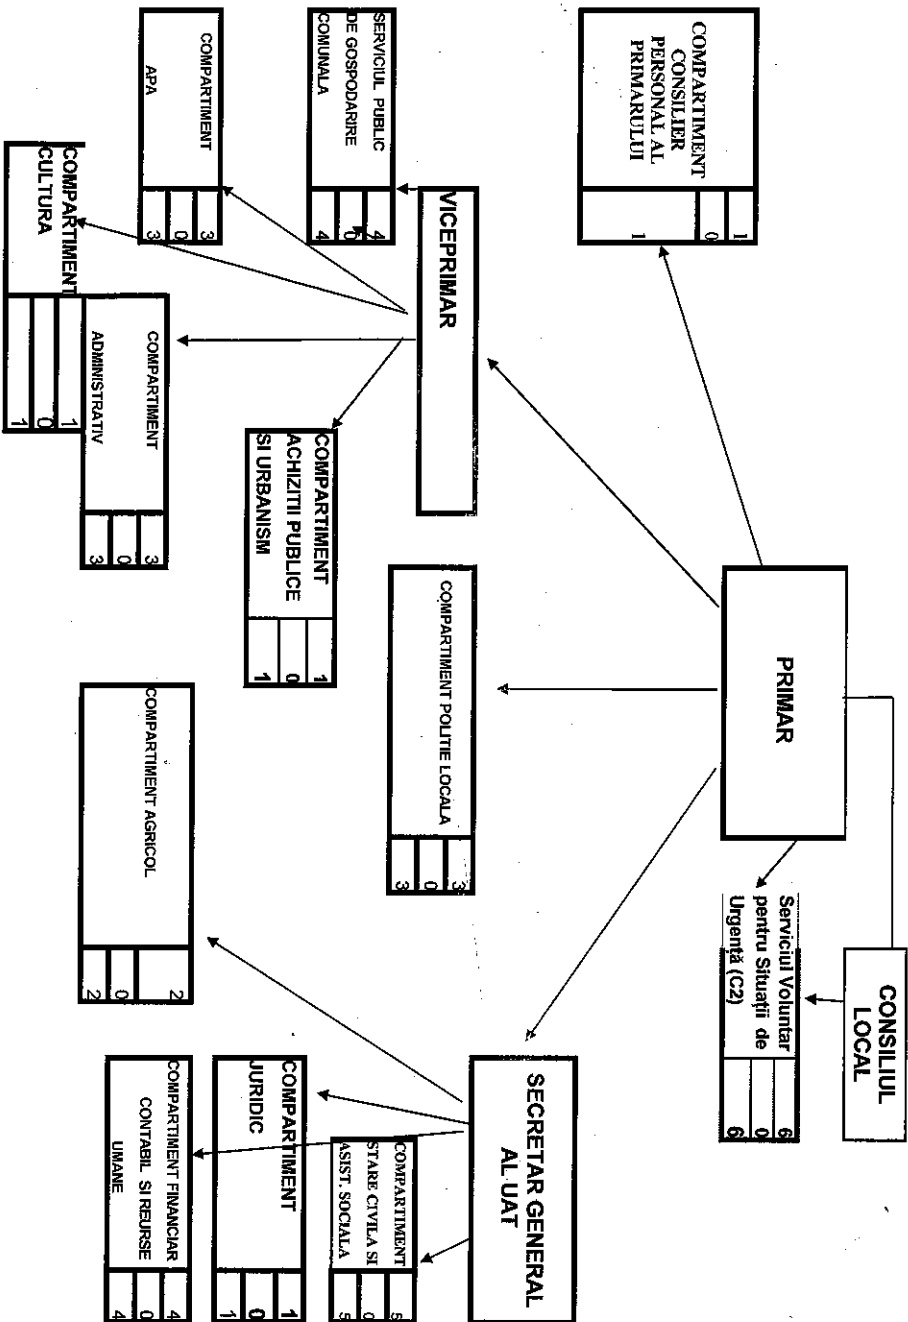 CONSILIUL
LOCAL
Serviciul Voluntar
pentru Situații de
Urgență (C2)
6
0
6
PRIMAR
COMPARTIMENT
CONSILIER
PERSONAL AL
PRIMARULUI
1
0
1
VICEPRIMAR
SECRETAR GENERAL
AL UAT
COMPARTIMENT POLITIE LOCALA
3
0
3
SERVICIUL PUBLIC
DE GOSPODARIRE
COMUNALA
4
0
4
COMPARTIMENT
STARE CIVILA SI
ASIST. SOCIALA
5
0
5
COMPARTIMENT
ACHIZITII PUBLICE
SI URBANISM
1
0
1
COMPARTIMENT
JURIDIC
1
0
1
COMPARTIMENT
APA
3
0
3
COMPARTIMENT AGRICOL
2
0
2
COMPARTIMENT FINANCIAR
CONTABIL SI REURSE
UMANE
4
0
4
COMPARTIMENT
ADMINISTRATIV
3
0
3
COMPARTIMENT
CULTURA
1
0
1